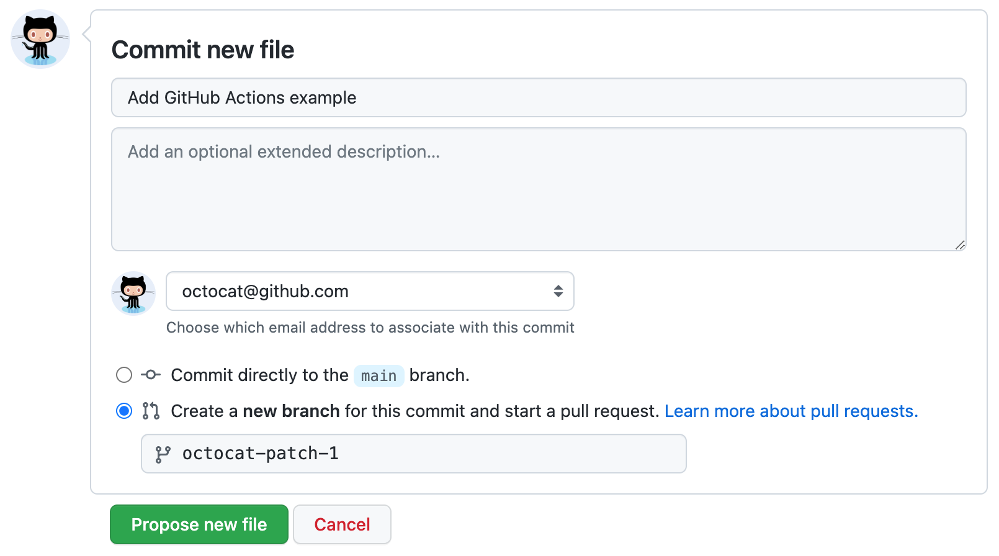 Commit new file
Add GitHub Actions example
Add an optional extended description...
octocat@github.com
Choose which email address to associate with this commit
Commit directly to the main branch.
Create a new branch for this commit and start a pull request. Learn more about pull requests.
octocat-patch-1
Propose new file
Cancel